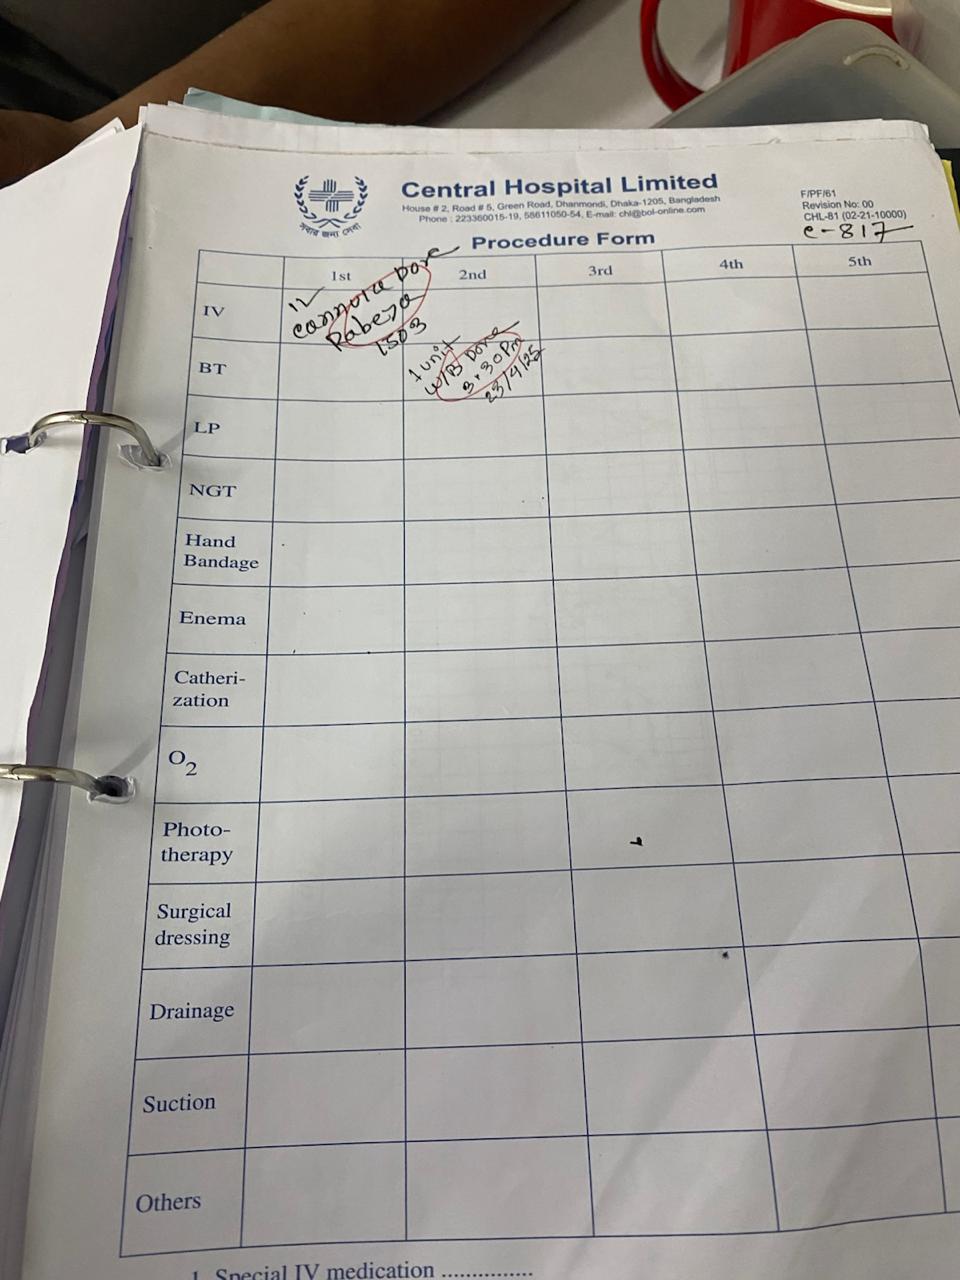 সবার জন্য সেবা
Central Hospital Limited
House # 2, Road # 5, Green Road, Dhanmondi, Dhaka-1205, Bangladesh
Phone : 223360015-19, 58611050-54, E-mail: chl@bol-online.com
F/PF/61
Revision No: 00
CHL-81 (02-21-10000)
c-817
Procedure Form
1st 2nd 3rd 4th 5th
IV
cannula Done
Rabeya
1503
BT
1 unit
W/B Done
3.30 Pm
23/4/25
LP
NGT
Hand
Bandage
Enema
Catheri-
zation
O2
Photo-
therapy
Surgical
dressing
Drainage
Suction
Others
1. Special IV medication ...............